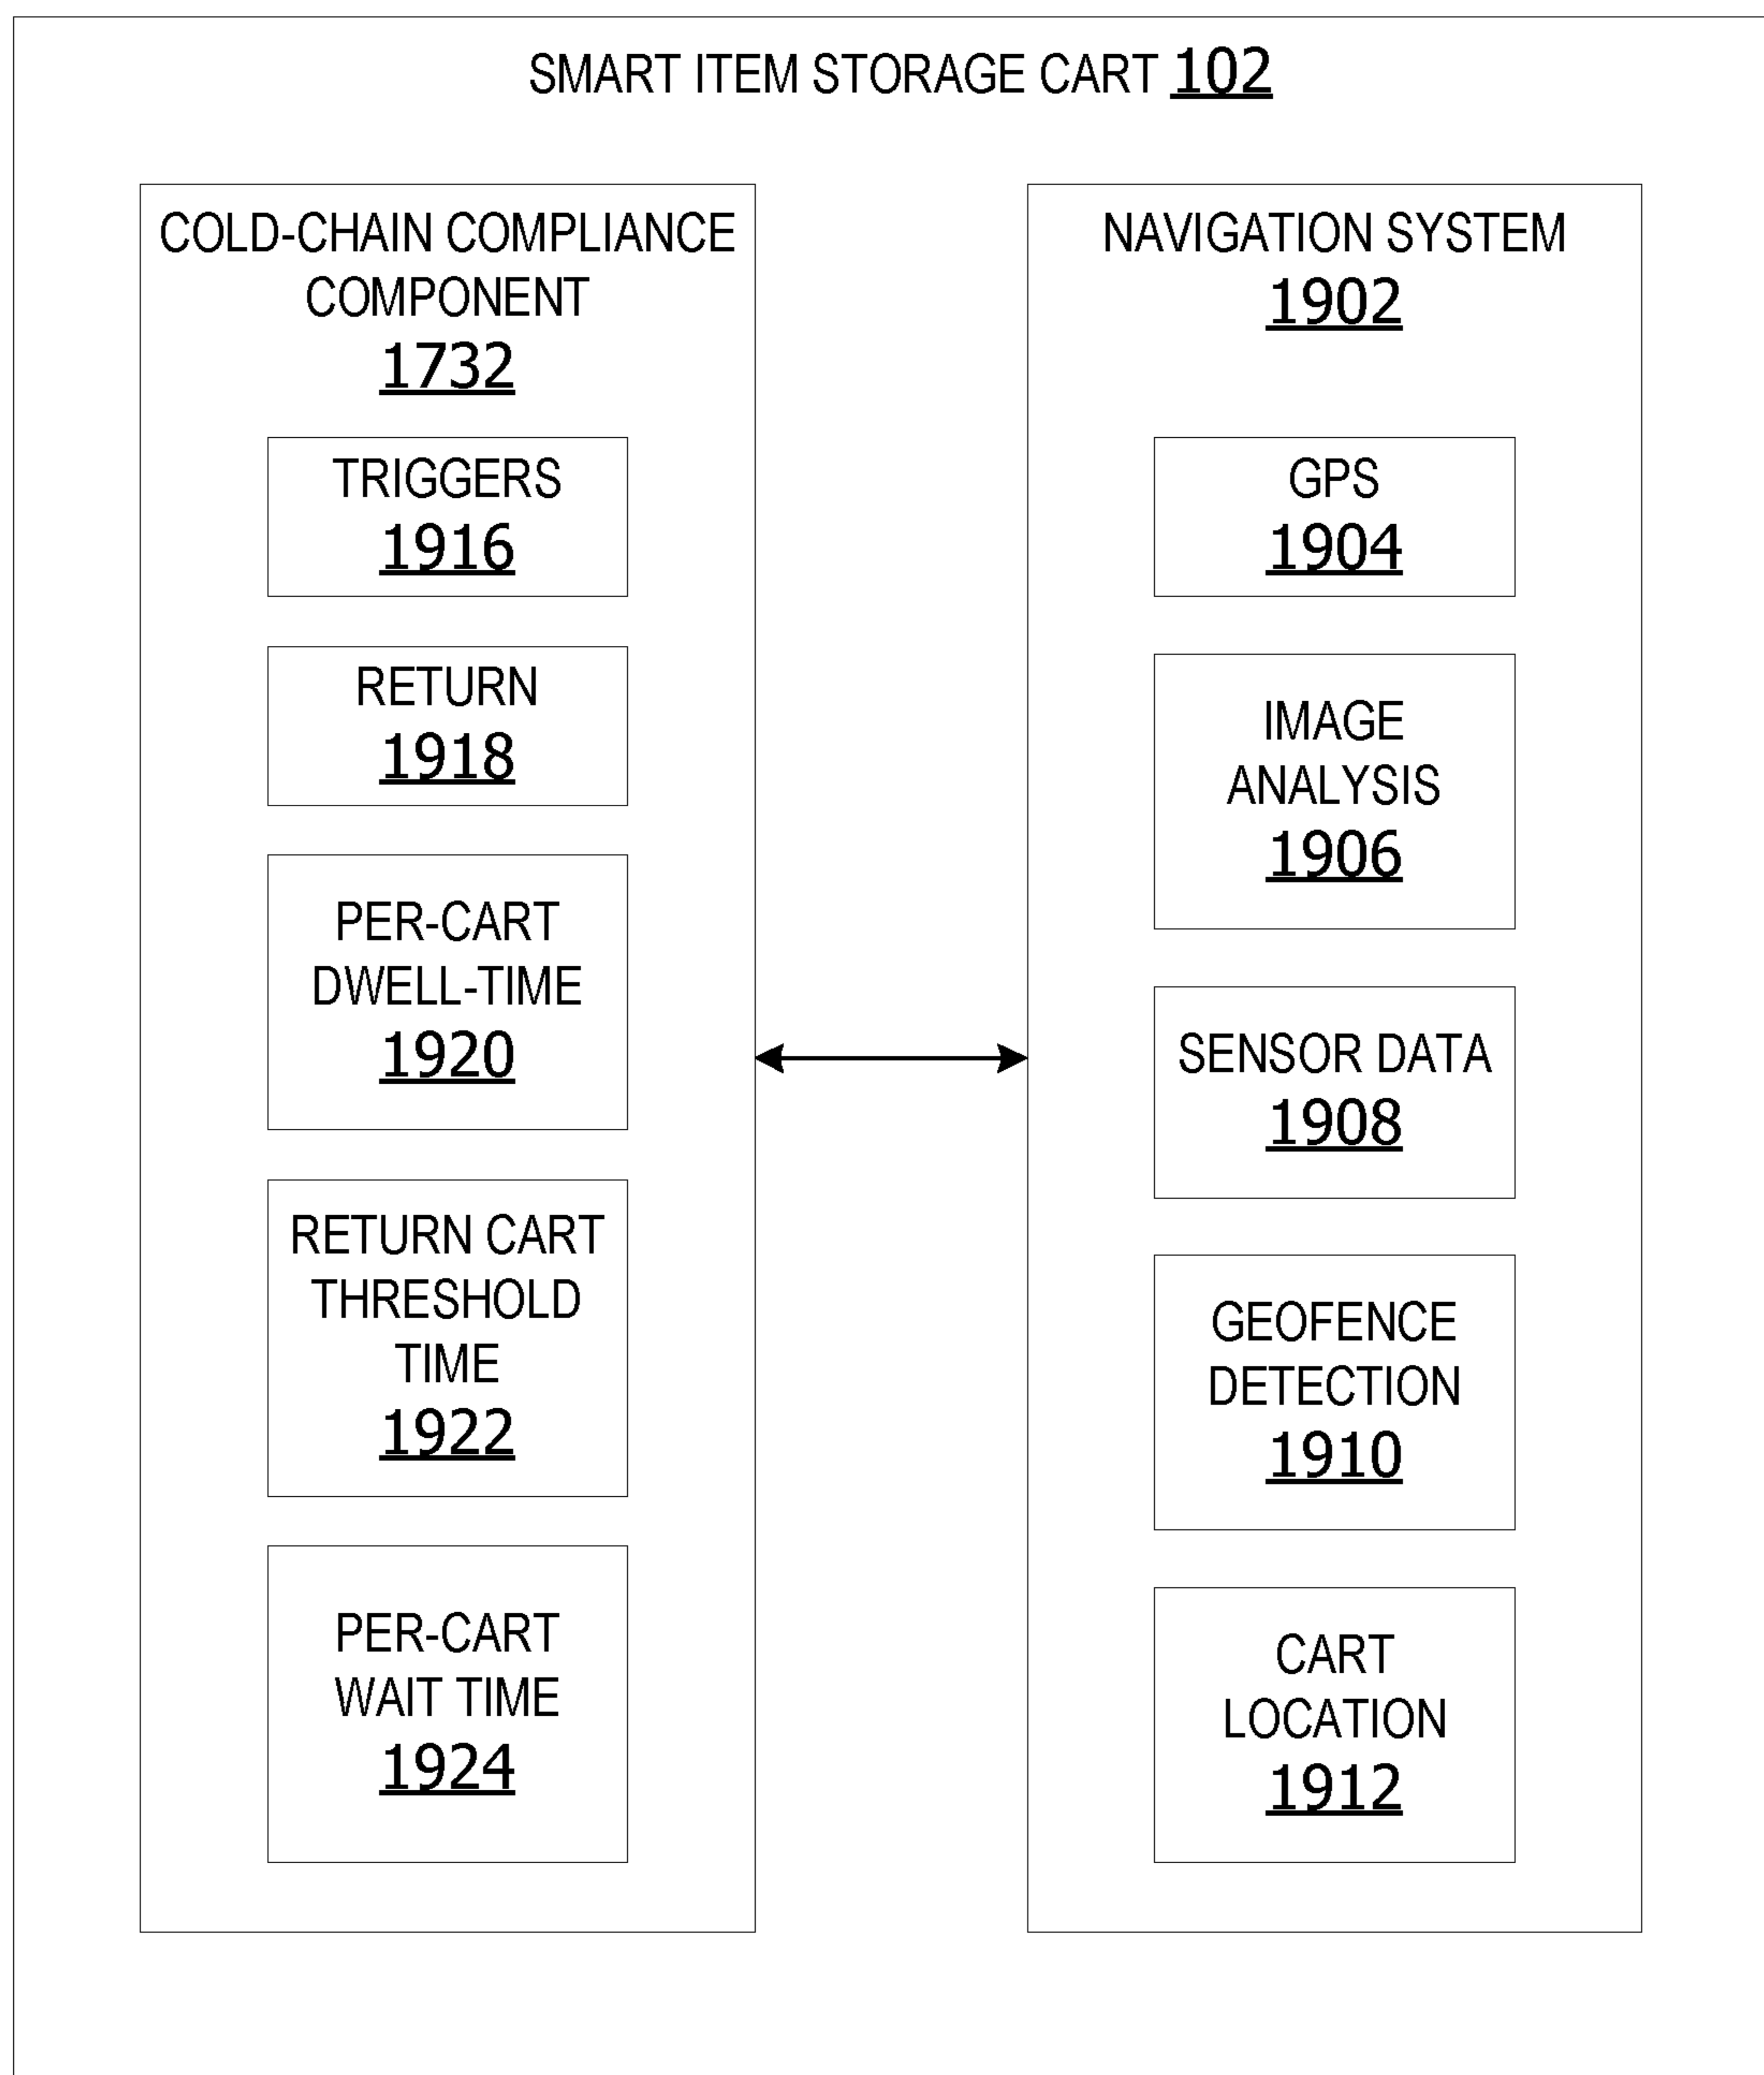 SMART ITEM STORAGE CART 102
COLD-CHAIN COMPLIANCE
COMPONENT
1732
TRIGGERS
1916
RETURN
1918
PER-CART
DWELL-TIME
1920
RETURN CART
THRESHOLD
TIME
1922
PER-CART
WAIT TIME
1924
NAVIGATION SYSTEM
1902
GPS
1904
IMAGE
ANALYSIS
1906
SENSOR DATA
1908
GEOFENCE
DETECTION
1910
CART
LOCATION
1912